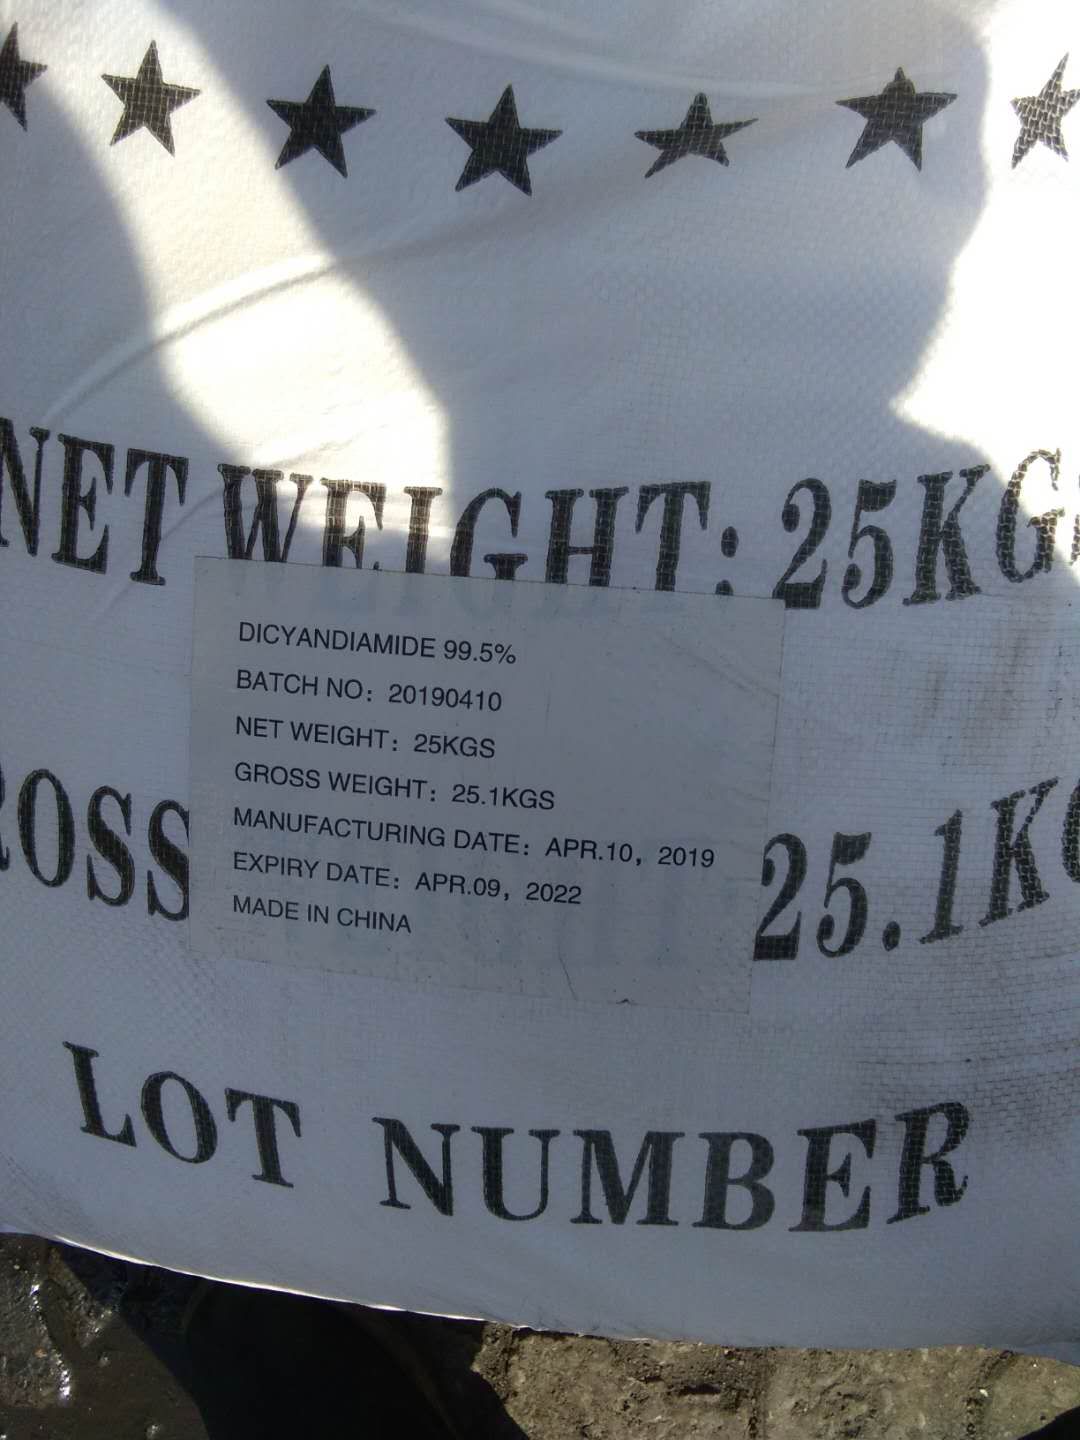 NET WEIGHT: 25KG
DICYANDIAMIDE 99.5%
BATCH NO: 20190410
NET WEIGHT: 25KGS
GROSS WEIGHT: 25.1KGS
MANUFACTURING DATE: APR.10, 2019
EXPIRY DATE: APR.09, 2022
MADE IN CHINA
ROSS 25.1KG
LOT NUMBER